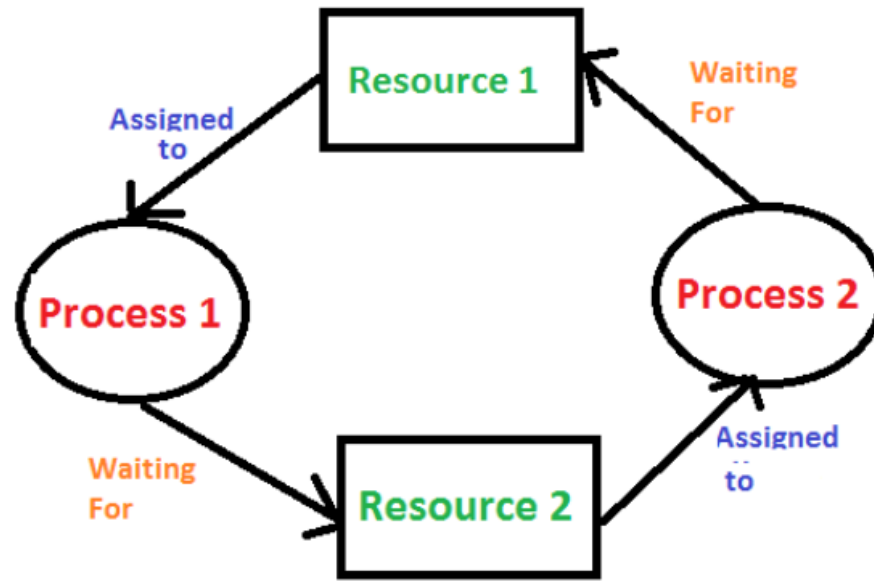 Resource 1
Waiting
For
Assigned
to
Process 1
Process 2
Waiting
For
Resource 2
Assigned
to